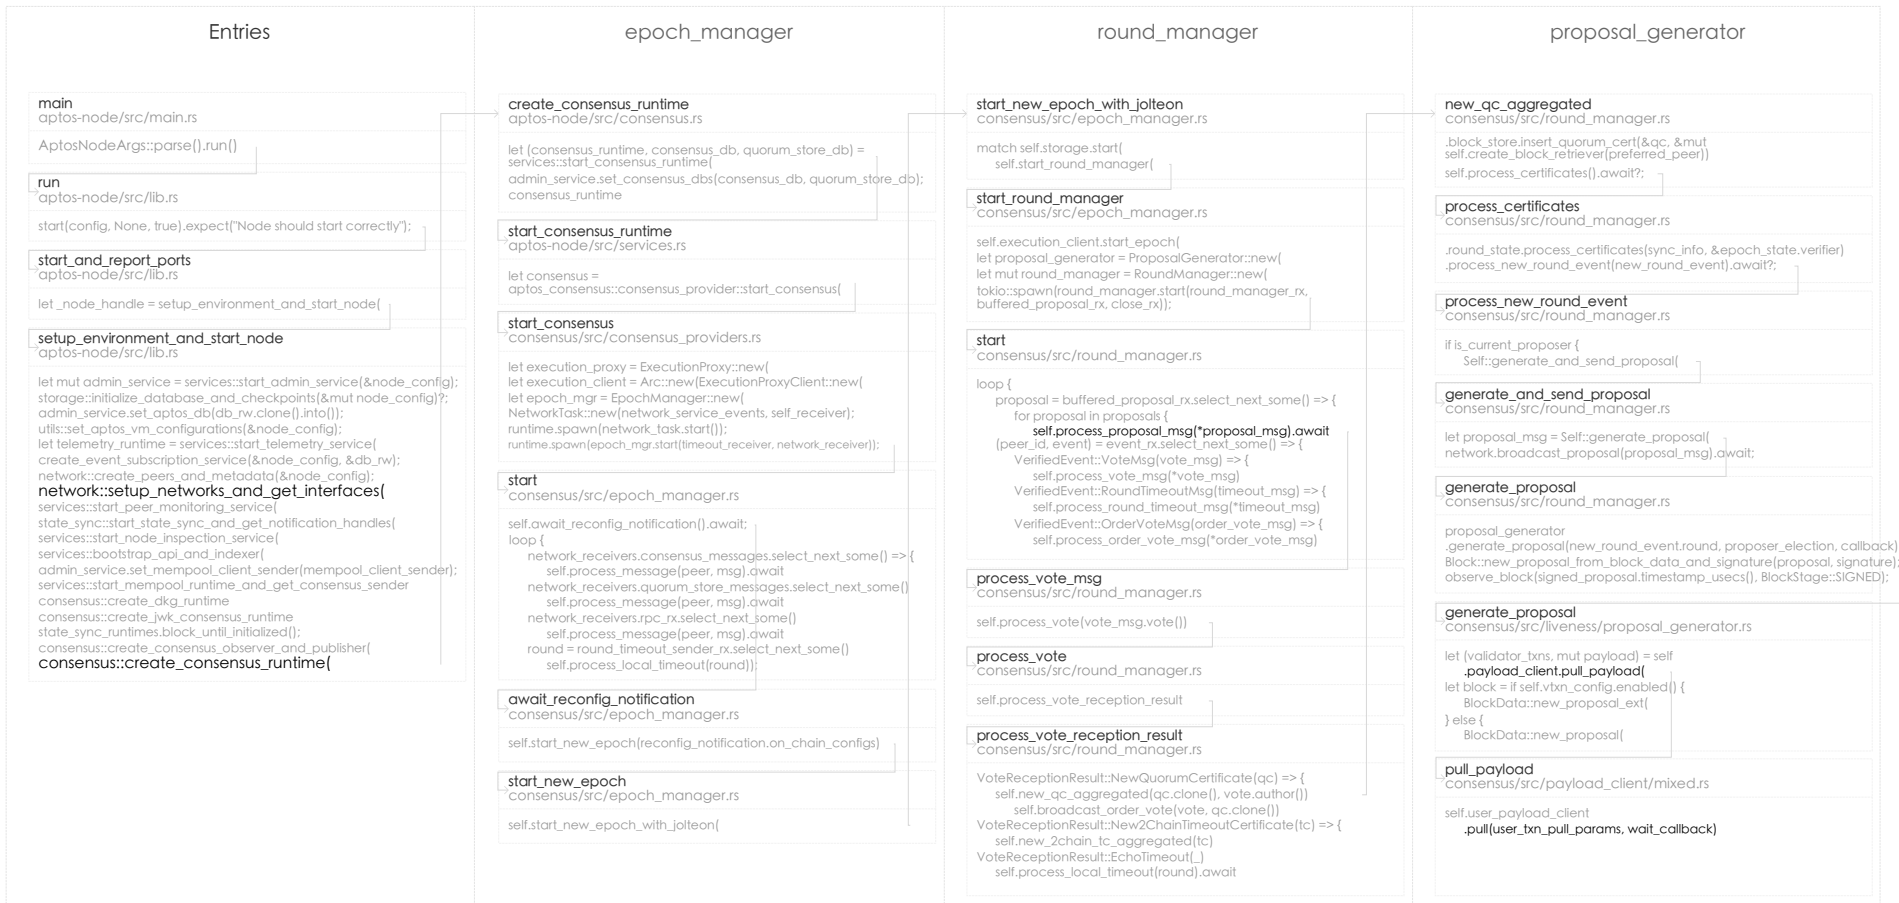 Entries
main
aptos-node/src/main.rs
AptosNodeArgs::parse().run()
run
aptos-node/src/lib.rs
start(config, None, true).expect("Node should start correctly");
start_and_report_ports
aptos-node/src/lib.rs
let _node_handle = setup_environment_and_start_node(
setup_environment_and_start_node
aptos-node/src/lib.rs
let mut admin_service = services::start_admin_service(&node_config);
storage::initialize_database_and_checkpoints(&mut node_config)?;
admin_service.set_aptos_db(db_rw.clone().into());
utils::set_aptos_vm_configurations(&node_config);
let telemetry_runtime = services::start_telemetry_service(
create_event_subscription_service(&node_config, &db_rw);
network::create_peers_and_metadata(&node_config);
network::setup_networks_and_get_interfaces(
services::start_peer_monitoring_service(
state_sync::start_state_sync_and_get_notification_handles(
services::start_node_inspection_service(
services::bootstrap_api_and_indexer(
admin_service.set_mempool_client_sender(mempool_client_sender);
services::start_mempool_runtime_and_get_consensus_sender
consensus::create_dkg_runtime
consensus::create_jwk_consensus_runtime
state_sync_runtimes.block_until_initialized();
consensus::create_consensus_observer_and_publisher(
consensus::create_consensus_runtime(
epoch_manager
create_consensus_runtime
aptos-node/src/consensus.rs
let (consensus_runtime, consensus_db, quorum_store_db) =
services::start_consensus_runtime(
admin_service.set_consensus_dbs(consensus_db, quorum_store_db);
consensus_runtime
start_consensus_runtime
aptos-node/src/services.rs
let consensus =
aptos_consensus::consensus_provider::start_consensus(
start_consensus
consensus/src/consensus_providers.rs
let execution_proxy = ExecutionProxy::new(
let execution_client = Arc::new(ExecutionProxyClient::new(
let epoch_mgr = EpochManager::new(
NetworkTask::new(network_service_events, self_receiver);
runtime.spawn(network_task.start());
runtime.spawn(epoch_mgr.start(timeout_receiver, network_receiver));
start
consensus/src/epoch_manager.rs
self.await_reconfig_notification().await;
loop {
network_receivers.consensus_messages.select_next_some() => {
self.process_message(peer, msg).await
network_receivers.quorum_store_messages.select_next_some()
self.process_message(peer, msg).await
network_receivers.rpc_rx.select_next_some()
self.process_message(peer, msg).await
round = round_timeout_sender_rx.select_next_some()
self.process_local_timeout(round));
await_reconfig_notification
consensus/src/epoch_manager.rs
self.start_new_epoch(reconfig_notification.on_chain_configs)
start_new_epoch
consensus/src/epoch_manager.rs
self.start_new_epoch_with_jolteon(
round_manager
start_new_epoch_with_jolteon
consensus/src/epoch_manager.rs
match self.storage.start(
self.start_round_manager(
start_round_manager
consensus/src/epoch_manager.rs
self.execution_client.start_epoch(
let proposal_generator = ProposalGenerator::new(
let mut round_manager = RoundManager::new(
tokio::spawn(round_manager.start(round_manager_rx,
buffered_proposal_rx, close_rx));
start
consensus/src/round_manager.rs
loop {
proposal = buffered_proposal_rx.select_next_some() => {
for proposal in proposals {
self.process_proposal_msg(*proposal_msg).await
(peer_id, event) = event_rx.select_next_some() => {
VerifiedEvent::VoteMsg(vote_msg) => {
self.process_vote_msg(*vote_msg)
VerifiedEvent::RoundTimeoutMsg(timeout_msg) => {
self.process_round_timeout_msg(*timeout_msg)
VerifiedEvent::OrderVoteMsg(order_vote_msg) => {
self.process_order_vote_msg(*order_vote_msg)
process_vote_msg
consensus/src/round_manager.rs
self.process_vote(vote_msg.vote())
process_vote
consensus/src/round_manager.rs
self.process_vote_reception_result
process_vote_reception_result
consensus/src/round_manager.rs
VoteReceptionResult::NewQuorumCertificate(qc) => {
self.new_qc_aggregated(qc.clone(), vote.author())
self.broadcast_order_vote(vote, qc.clone())
VoteReceptionResult::New2ChainTimeoutCertificate(tc) => {
self.new_2chain_tc_aggregated(tc)
VoteReceptionResult::EchoTimeout(_)
self.process_local_timeout(round).await
proposal_generator
new_qc_aggregated
consensus/src/round_manager.rs
.block_store.insert_quorum_cert(&qc, &mut
self.create_block_retriever(preferred_peer))
self.process_certificates().await?;
process_certificates
consensus/src/round_manager.rs
.round_state.process_certificates(sync_info, &epoch_state.verifier)
.process_new_round_event(new_round_event).await?;
process_new_round_event
consensus/src/round_manager.rs
if is_current_proposer {
Self::generate_and_send_proposal(
generate_and_send_proposal
consensus/src/round_manager.rs
let proposal_msg = Self::generate_proposal(
network.broadcast_proposal(proposal_msg).await;
generate_proposal
consensus/src/round_manager.rs
proposal_generator
.generate_proposal(new_round_event.round, proposer_election, callback)
Block::new_proposal_from_block_data_and_signature(proposal, signature);
observe_block(signed_proposal.timestamp_usecs(), BlockStage::SIGNED);
generate_proposal
consensus/src/liveness/proposal_generator.rs
let (validator_txns, mut payload) = self
.payload_client.pull_payload(
let block = if self.vtxn_config.enabled() {
BlockData::new_proposal_ext(
} else {
BlockData::new_proposal(
pull_payload
consensus/src/payload_client/mixed.rs
self.user_payload_client
.pull(user_txn_pull_params, wait_callback)